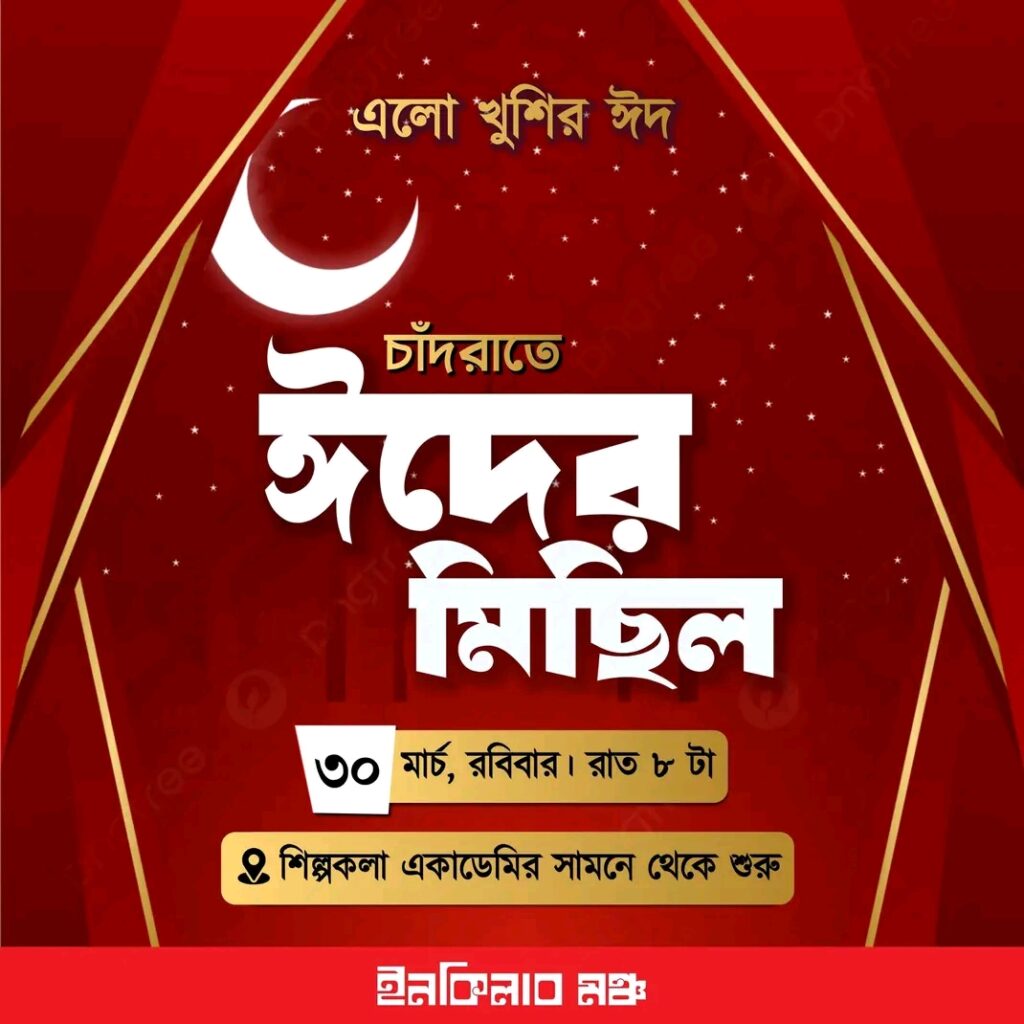 এলো খুশির ঈদ
চাঁদরাতে
ঈদের
মিছিল
৩০ মার্চ, রবিবার। রাত ৮ টা
শিল্পকলা একাডেমির সামনে থেকে শুরু
ইনকিলাব মঞ্চ